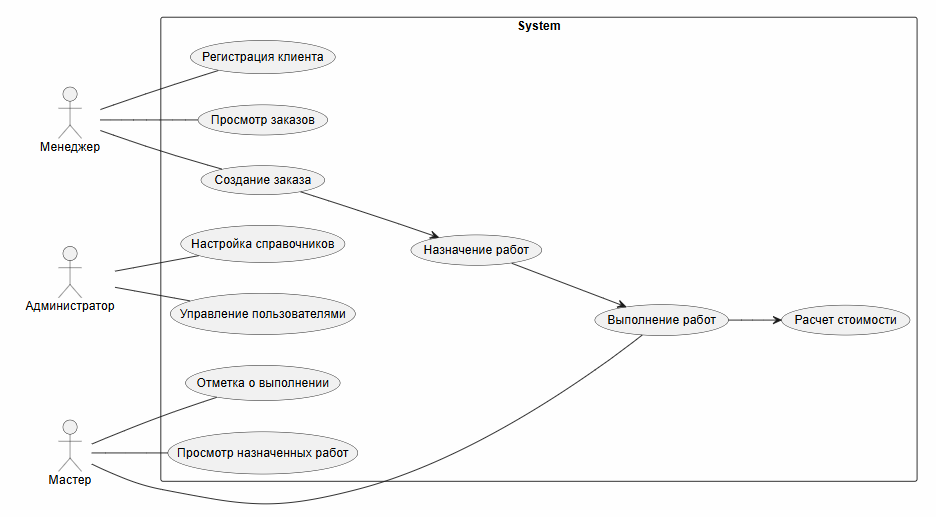 System
Регистрация клиента
Просмотр заказов
Менеджер
Создание заказа
Настройка справочников
Назначение работ
Администратор
Управление пользователями
Выполнение работ
Расчет стоимости
Отметка о выполнении
Просмотр назначенных работ
Мастер